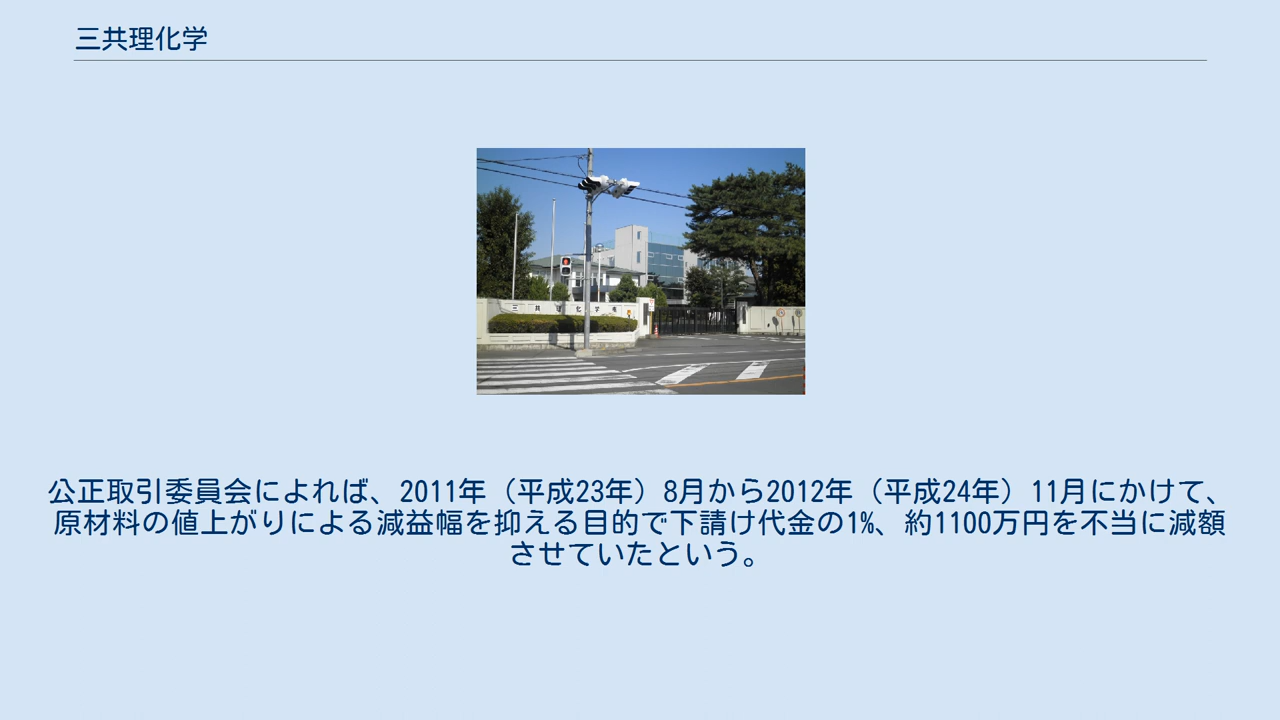 三共理化学
三共理化学
公正取引委員会によれば、2011年（平成23年）8月から2012年（平成24年）11月にかけて、
原材料の値上がりによる減益幅を抑える目的で下請け代金の1%、約1100万円を不当に減額
させていたという。